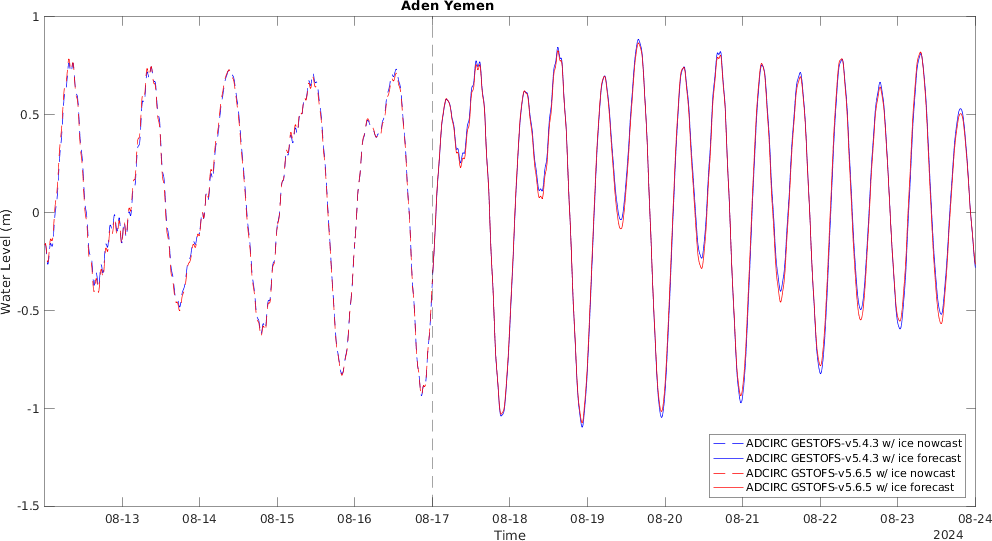 Aden Yemen
1
0.5
0
-0.5
-1
-1.5
Water Level (m)
08-13 08-14 08-15 08-16 08-17 08-18 08-19 08-20 08-21 08-22 08-23 08-24
Time
2024
ADCIRC GESTOFS-v5.4.3 w/ ice nowcast
ADCIRC GESTOFS-v5.4.3 w/ ice forecast
ADCIRC GSTOFS-v5.6.5 w/ ice nowcast
ADCIRC GSTOFS-v5.6.5 w/ ice forecast